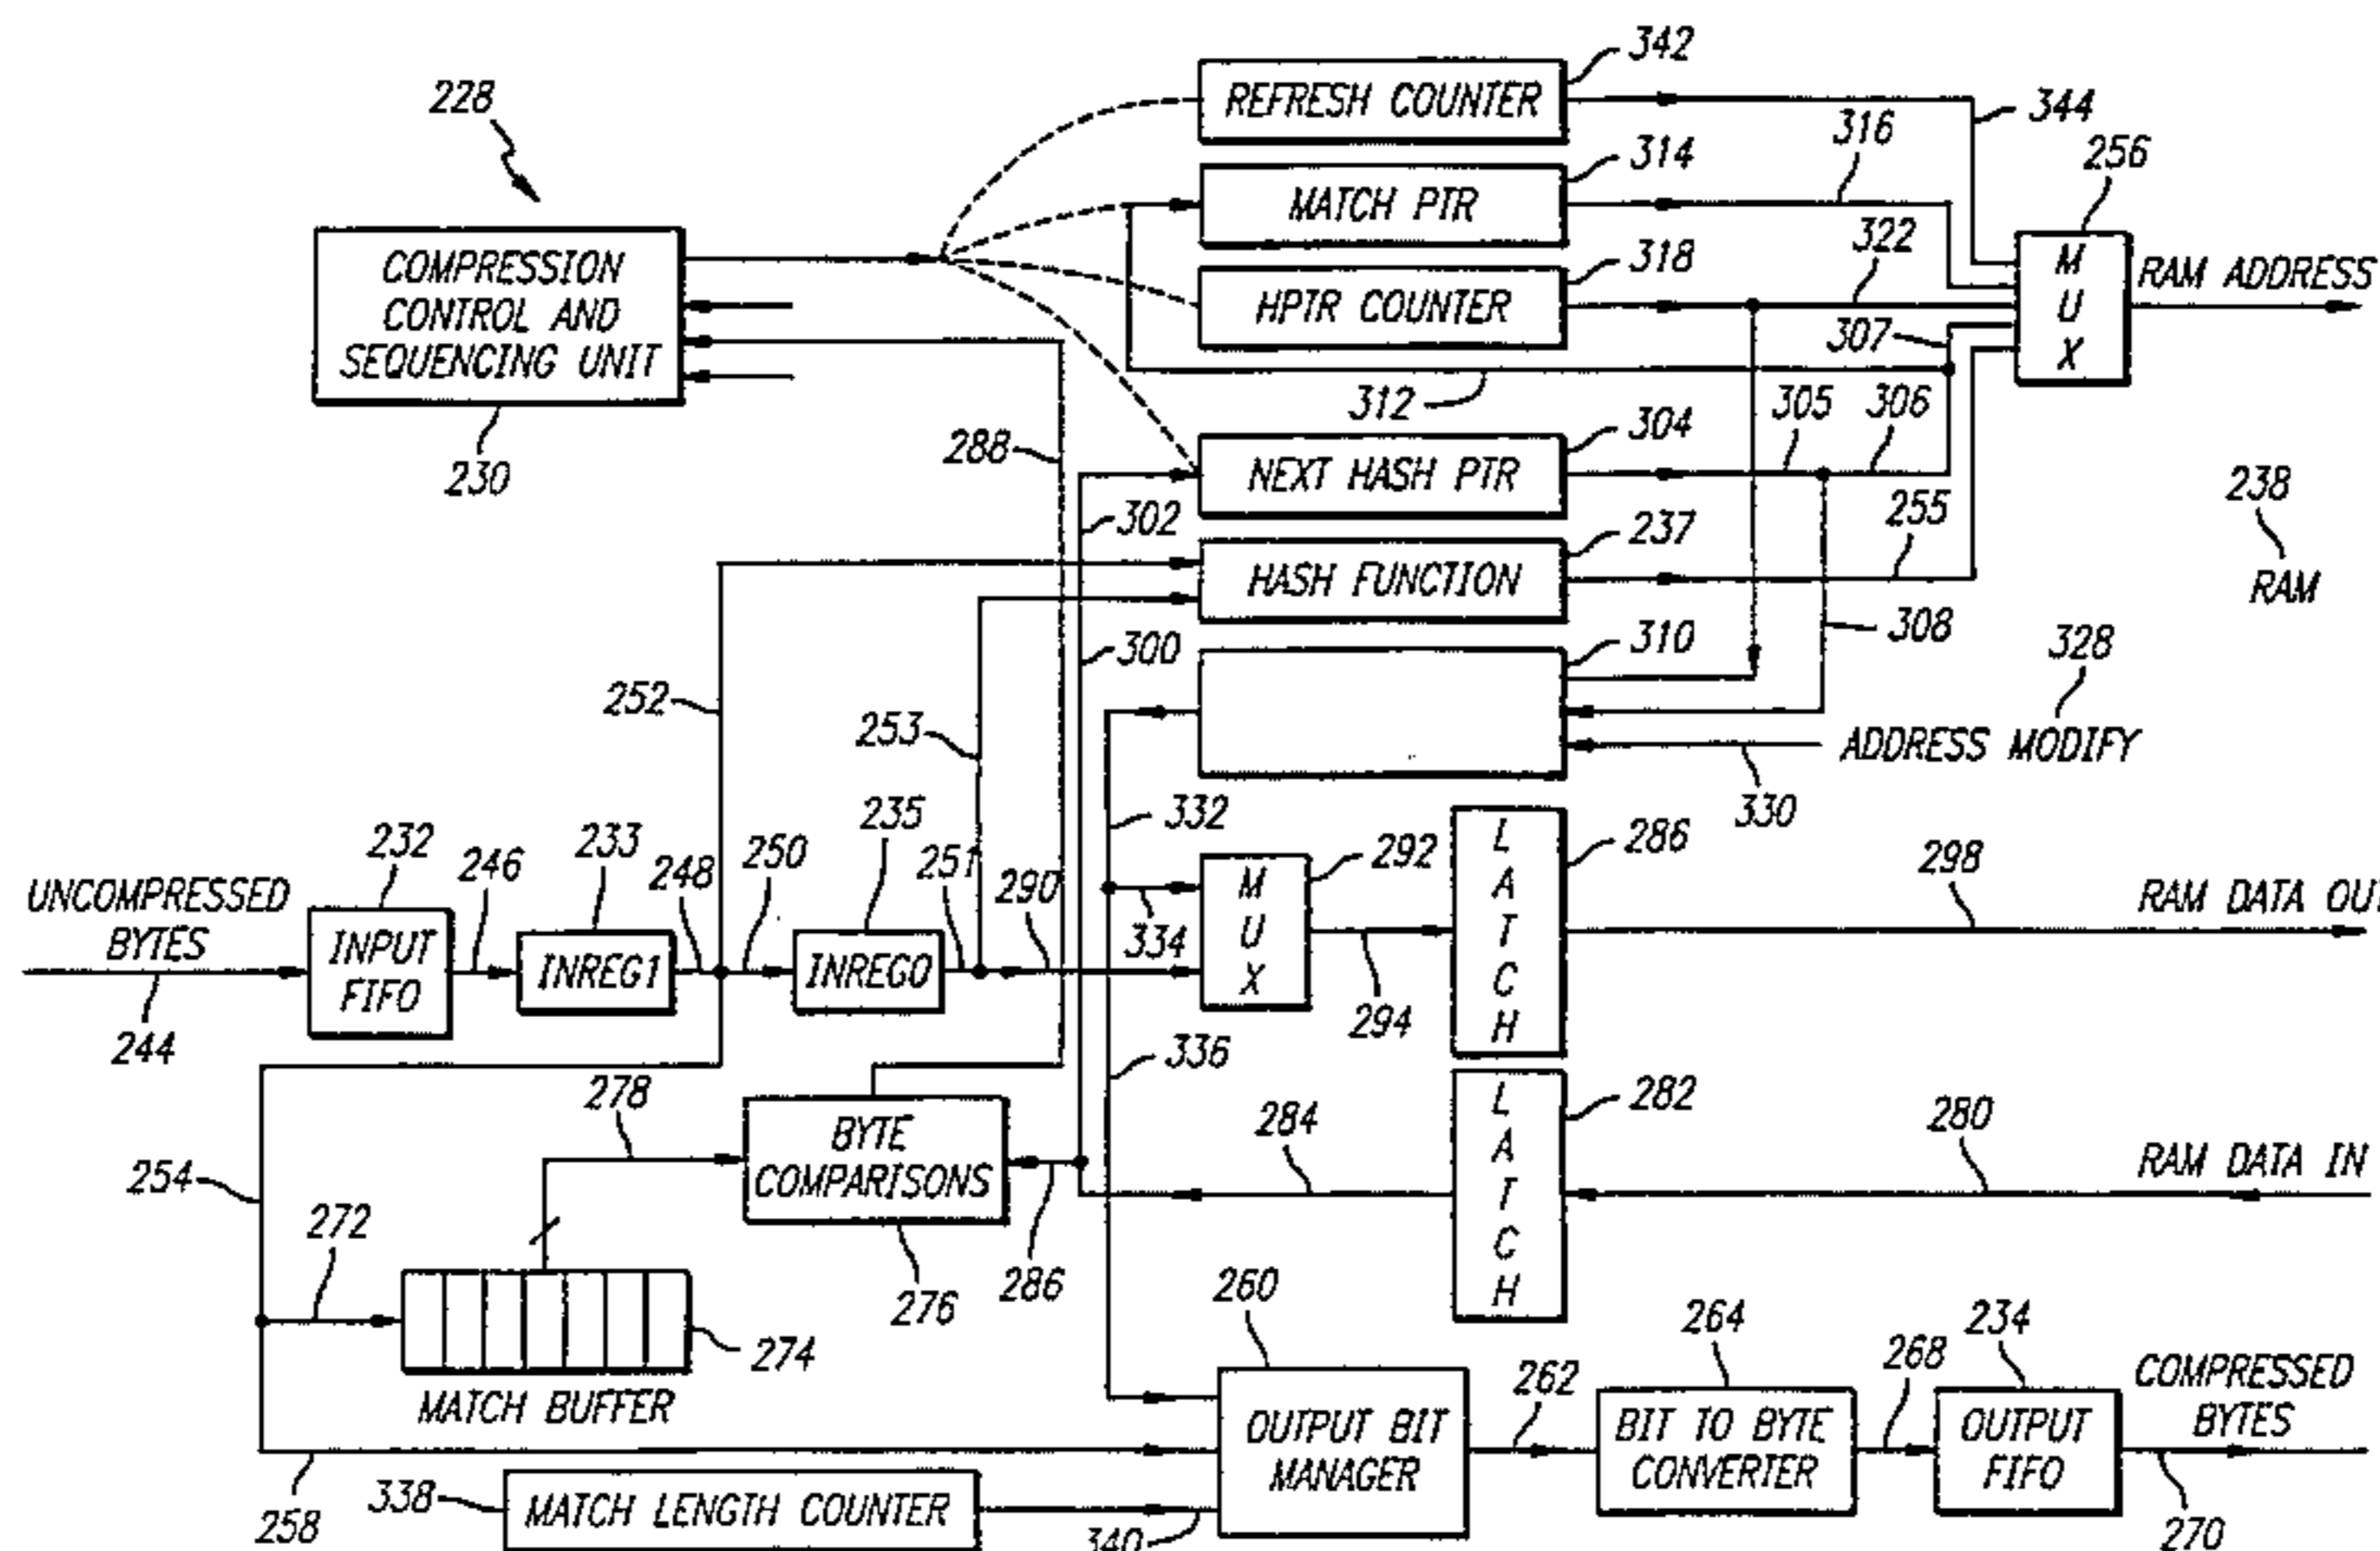 342
REFRESH COUNTER
228
344
316
314
256
MATCH PTR
322
318
M
U
X
RAM ADDRESS
COMPRESSION
CONTROL AND
SEQUENCING UNIT
HPTR COUNTER
307
312
305
306
230
288
304
NEXT HASH PTR
238
RAM
302
255
237
HASH FUNCTION
308
300
310
328
252
253
ADDRESS MODIFY
330
332
232
246
233
248
250
235
251
290
292
286
298
UNCOMPRESSED
BYTES
RAM DATA OUT
INPUT
FIFO
INREG1
INREG0
334
M
U
X
L
A
T
C
H
244
294
336
278
284
282
280
BYTE
COMPARISONS
L
A
T
C
H
RAM DATA IN
254
272
276
286
260
264
234
274
MATCH BUFFER
262
268
COMPRESSED
BYTES
OUTPUT BIT
MANAGER
BIT TO BYTE
CONVERTER
OUTPUT
FIFO
338
MATCH LENGTH COUNTER
258
340
270